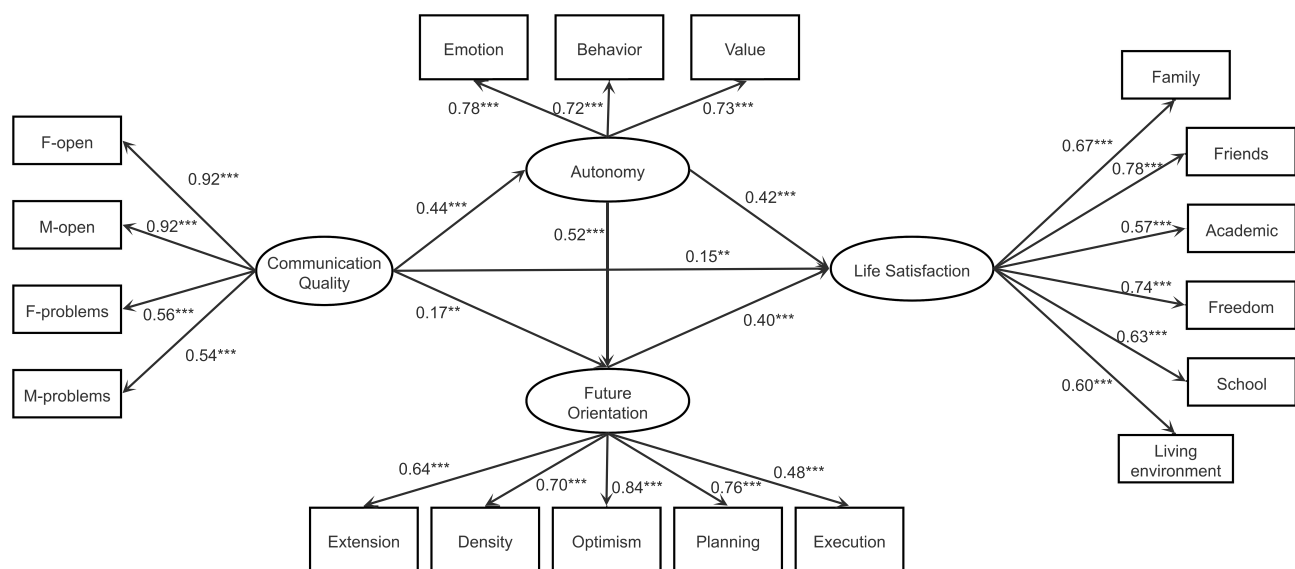 Emotion
Behavior
Value
0.78***
0.72***
0.73***
Autonomy
F-open
M-open
F-problems
M-problems
0.92***
0.92***
0.56***
0.54***
Communication
Quality
0.44***
0.52***
0.42***
0.15**
0.17**
0.40***
Life Satisfaction
Future
Orientation
0.64***
0.70***
0.84***
0.76***
0.48***
Extension
Density
Optimism
Planning
Execution
0.67***
0.78***
0.57***
0.74***
0.63***
0.60***
Family
Friends
Academic
Freedom
School
Living
environment